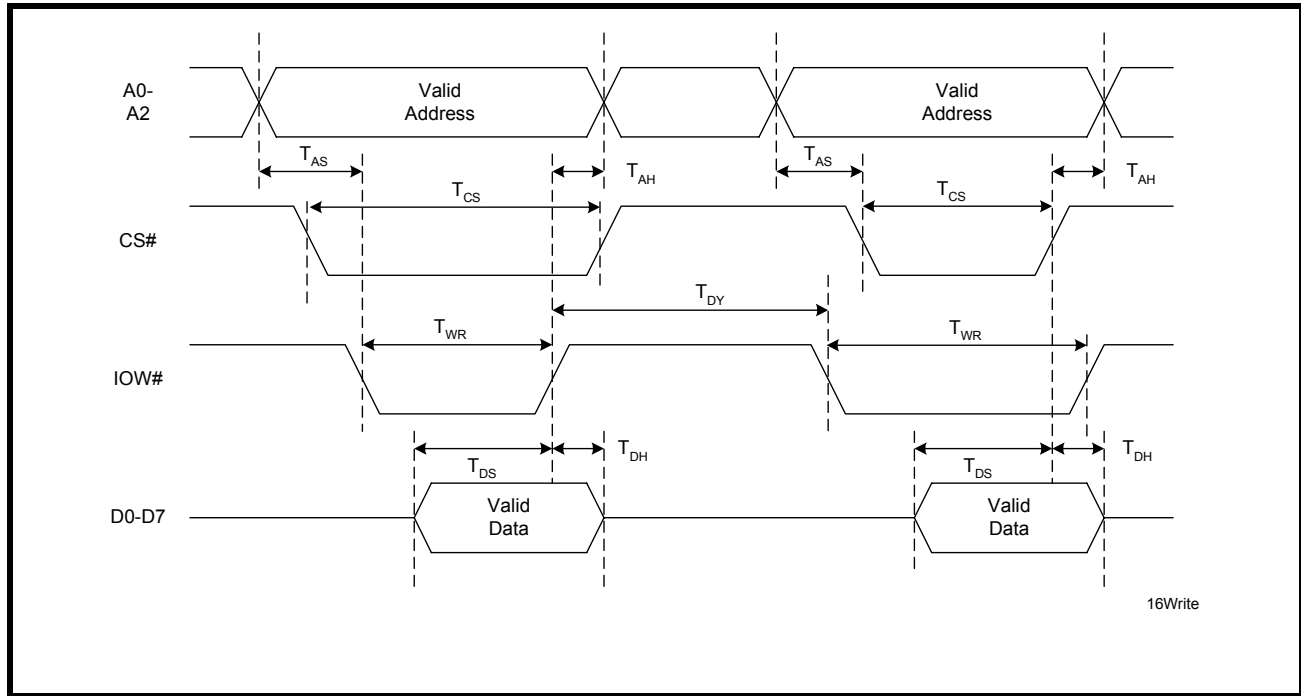 A0-
A2
Valid
Address
Valid
Address
TAS
TAH
TAS
TAH
TCS
TCS
CS#
TDY
TWR
TWR
IOW#
TDH
TDH
TDS
TDS
D0-D7
Valid
Data
Valid
Data
16Write